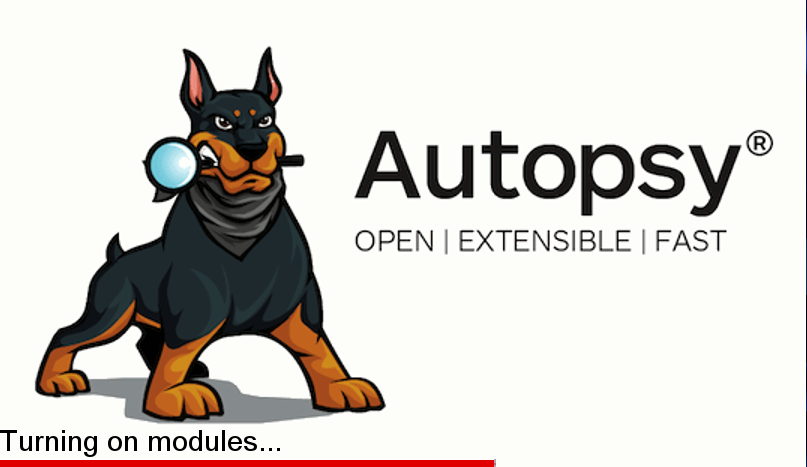 Autopsy®
OPEN | EXTENSIBLE | FAST
Turning on modules...